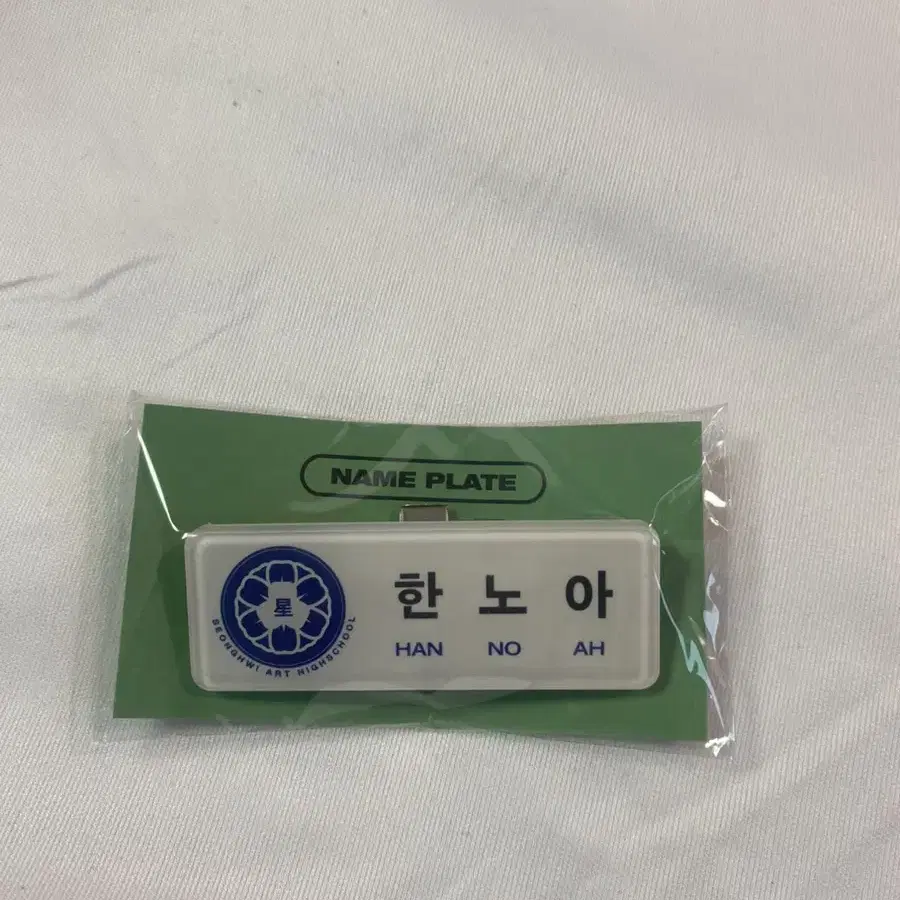 NAME PLATE
星
SEONGHWI ART HIGHSCHOOL
한 노 아
HAN NO AH